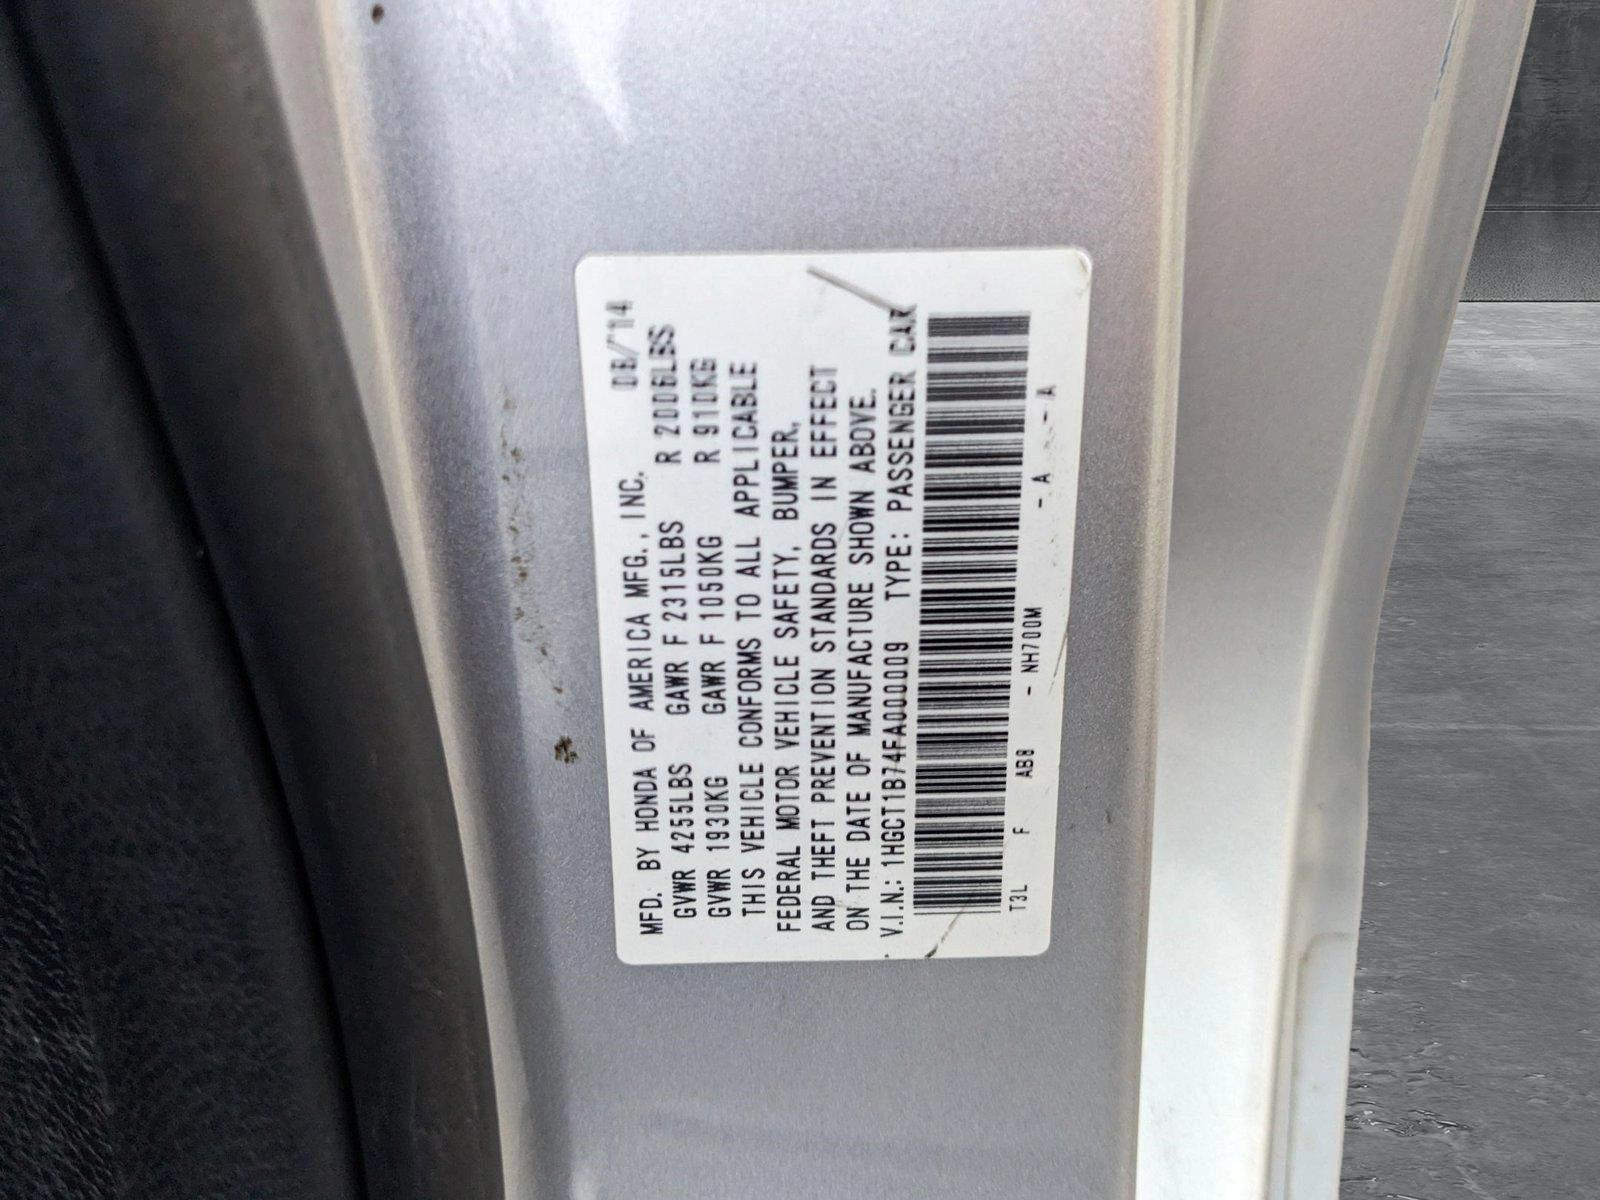 MFD. BY HONDA OF AMERICA MFG., INC. 08/'14
GVWR 4255LBS GAWR F 2315LBS R 2006LBS
GVWR 1930KG GAWR F 1050KG R 910KG
THIS VEHICLE CONFORMS TO ALL APPLICABLE
FEDERAL MOTOR VEHICLE SAFETY, BUMPER,
AND THEFT PREVENTION STANDARDS IN EFFECT
ON THE DATE OF MANUFACTURE SHOWN ABOVE.
V.I.N.: 1HGCT1B74FA000009 TYPE: PASSENGER CAR
T3L F AB8 - NH700M - A - A